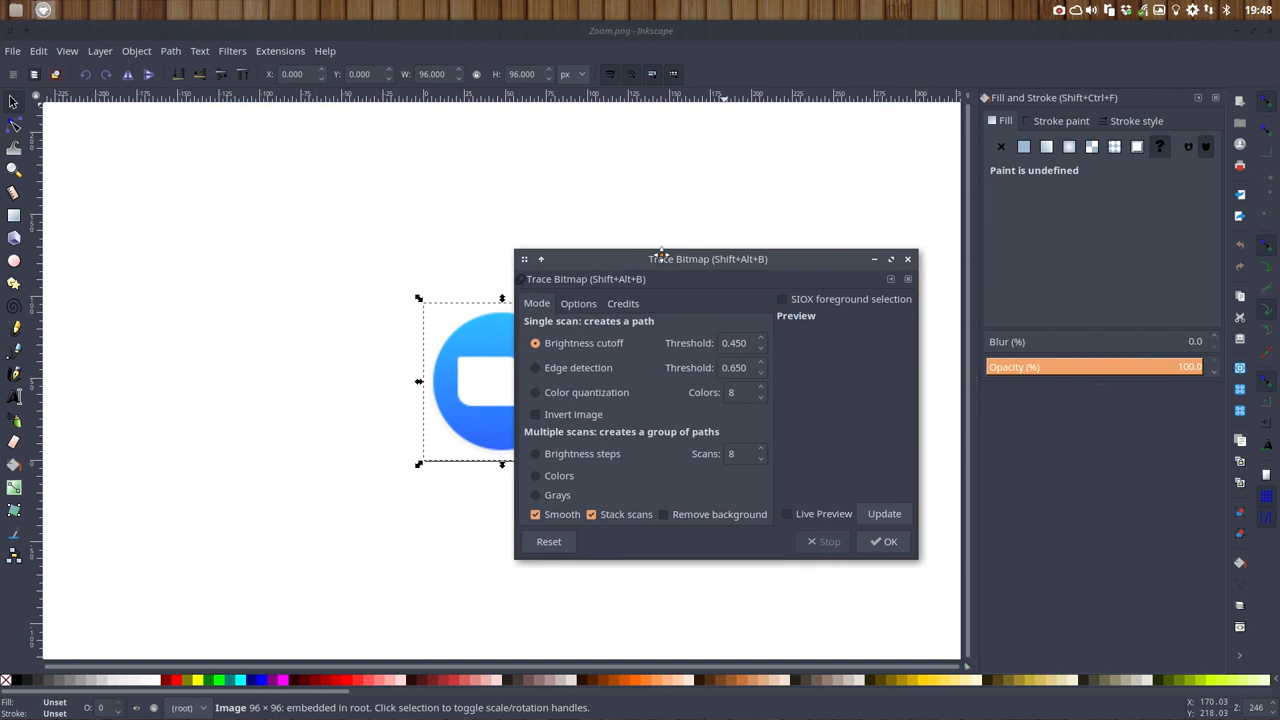 19:48
Zoom.png - Inkscape
File Edit View Layer Object Path Text Filters Extensions Help
X: 0.000 Y: 0.000 W: 96.000 H: 96.000 px
Fill and Stroke (Shift+Ctrl+F)
Fill Stroke paint Stroke style
Paint is undefined
Blur (%) 0.0
Opacity (%) 100.0
Trace Bitmap (Shift+Alt+B)
Trace Bitmap (Shift+Alt+B)
Mode Options Credits
SIOX foreground selection
Single scan: creates a path
Preview
Brightness cutoff Threshold: 0.450
Edge detection Threshold: 0.650
Color quantization Colors: 8
Invert image
Multiple scans: creates a group of paths
Brightness steps Scans: 8
Colors
Grays
Smooth Stack scans Remove background
Live Preview Update
Reset Stop OK
Fill: Unset
Stroke: Unset
O: 0 (root) Image 96 × 96: embedded in root. Click selection to toggle scale/rotation handles.
X: 170.03
Y: 218.03
Z: 246